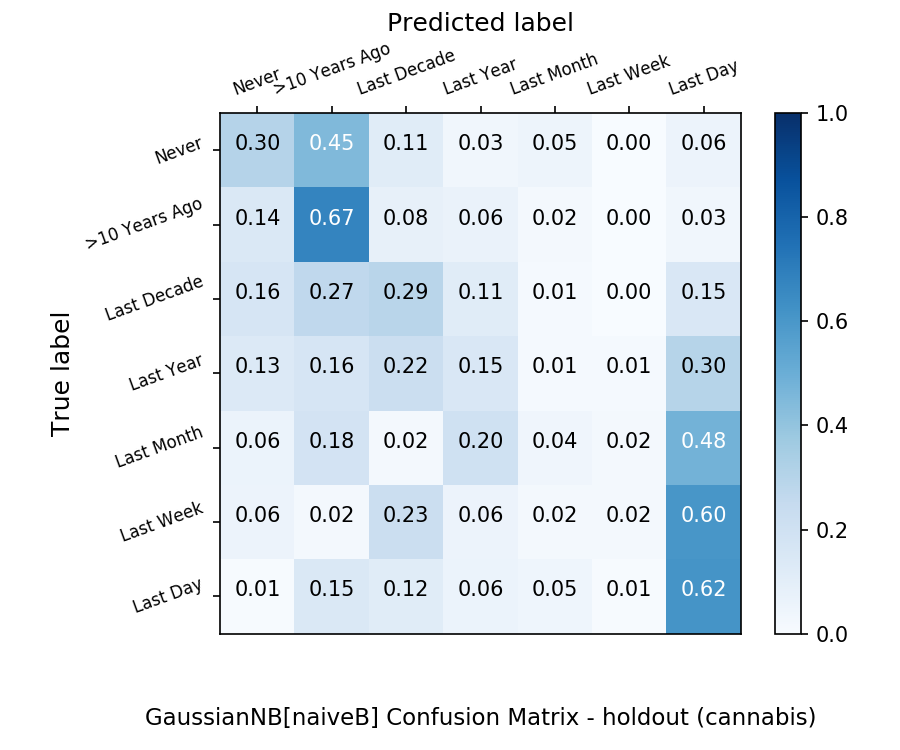 Predicted label
Never >10 Years Ago Last Decade Last Year Last Month Last Week Last Day
True label
Never 0.30 0.45 0.11 0.03 0.05 0.00 0.06
>10 Years Ago 0.14 0.67 0.08 0.06 0.02 0.00 0.03
Last Decade 0.16 0.27 0.29 0.11 0.01 0.00 0.15
Last Year 0.13 0.16 0.22 0.15 0.01 0.01 0.30
Last Month 0.06 0.18 0.02 0.20 0.04 0.02 0.48
Last Week 0.06 0.02 0.23 0.06 0.02 0.02 0.60
Last Day 0.01 0.15 0.12 0.06 0.05 0.01 0.62
1.0
0.8
0.6
0.4
0.2
0.0
GaussianNB[naiveB] Confusion Matrix - holdout (cannabis)